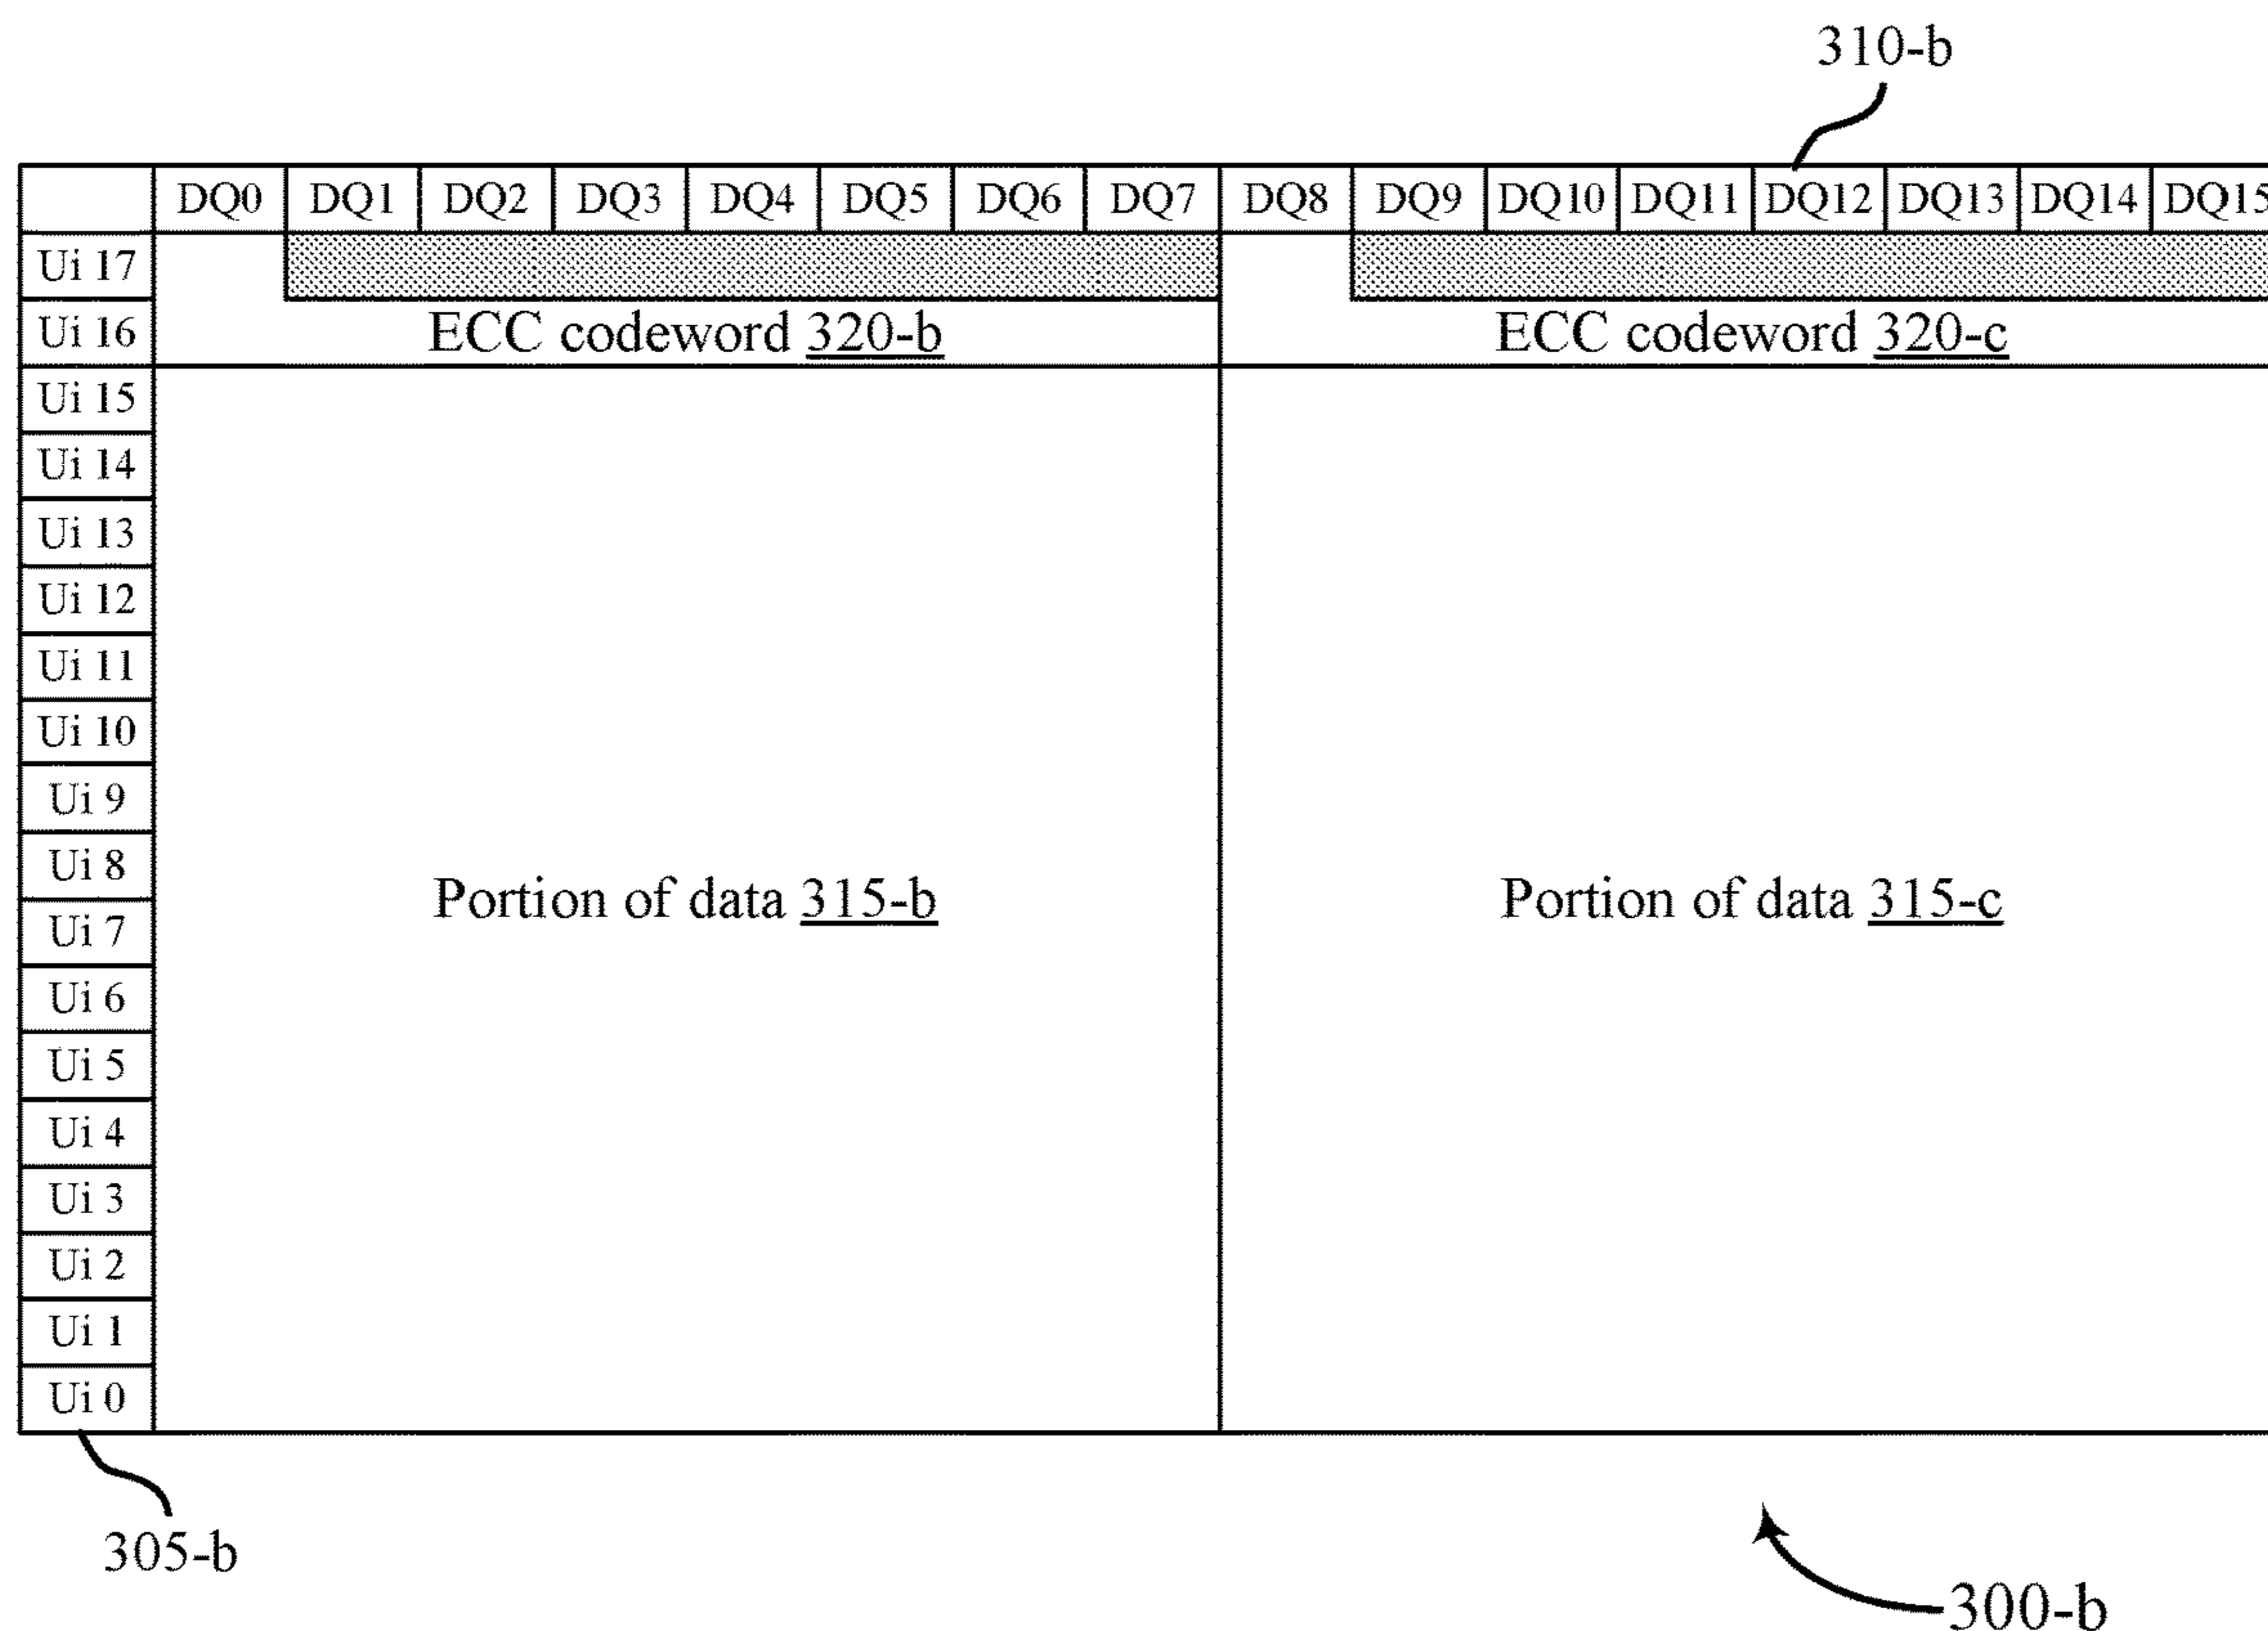 310-b
DQ0 DQ1 DQ2 DQ3 DQ4 DQ5 DQ6 DQ7 DQ8 DQ9 DQ10 DQ11 DQ12 DQ13 DQ14 DQ15
Ui 17
Ui 16 ECC codeword 320-b ECC codeword 320-c
Ui 15
Ui 14
Ui 13
Ui 12
Ui 11
Ui 10
Ui 9
Ui 8
Portion of data 315-b Portion of data 315-c
Ui 7
Ui 6
Ui 5
Ui 4
Ui 3
Ui 2
Ui 1
Ui 0
305-b
300-b